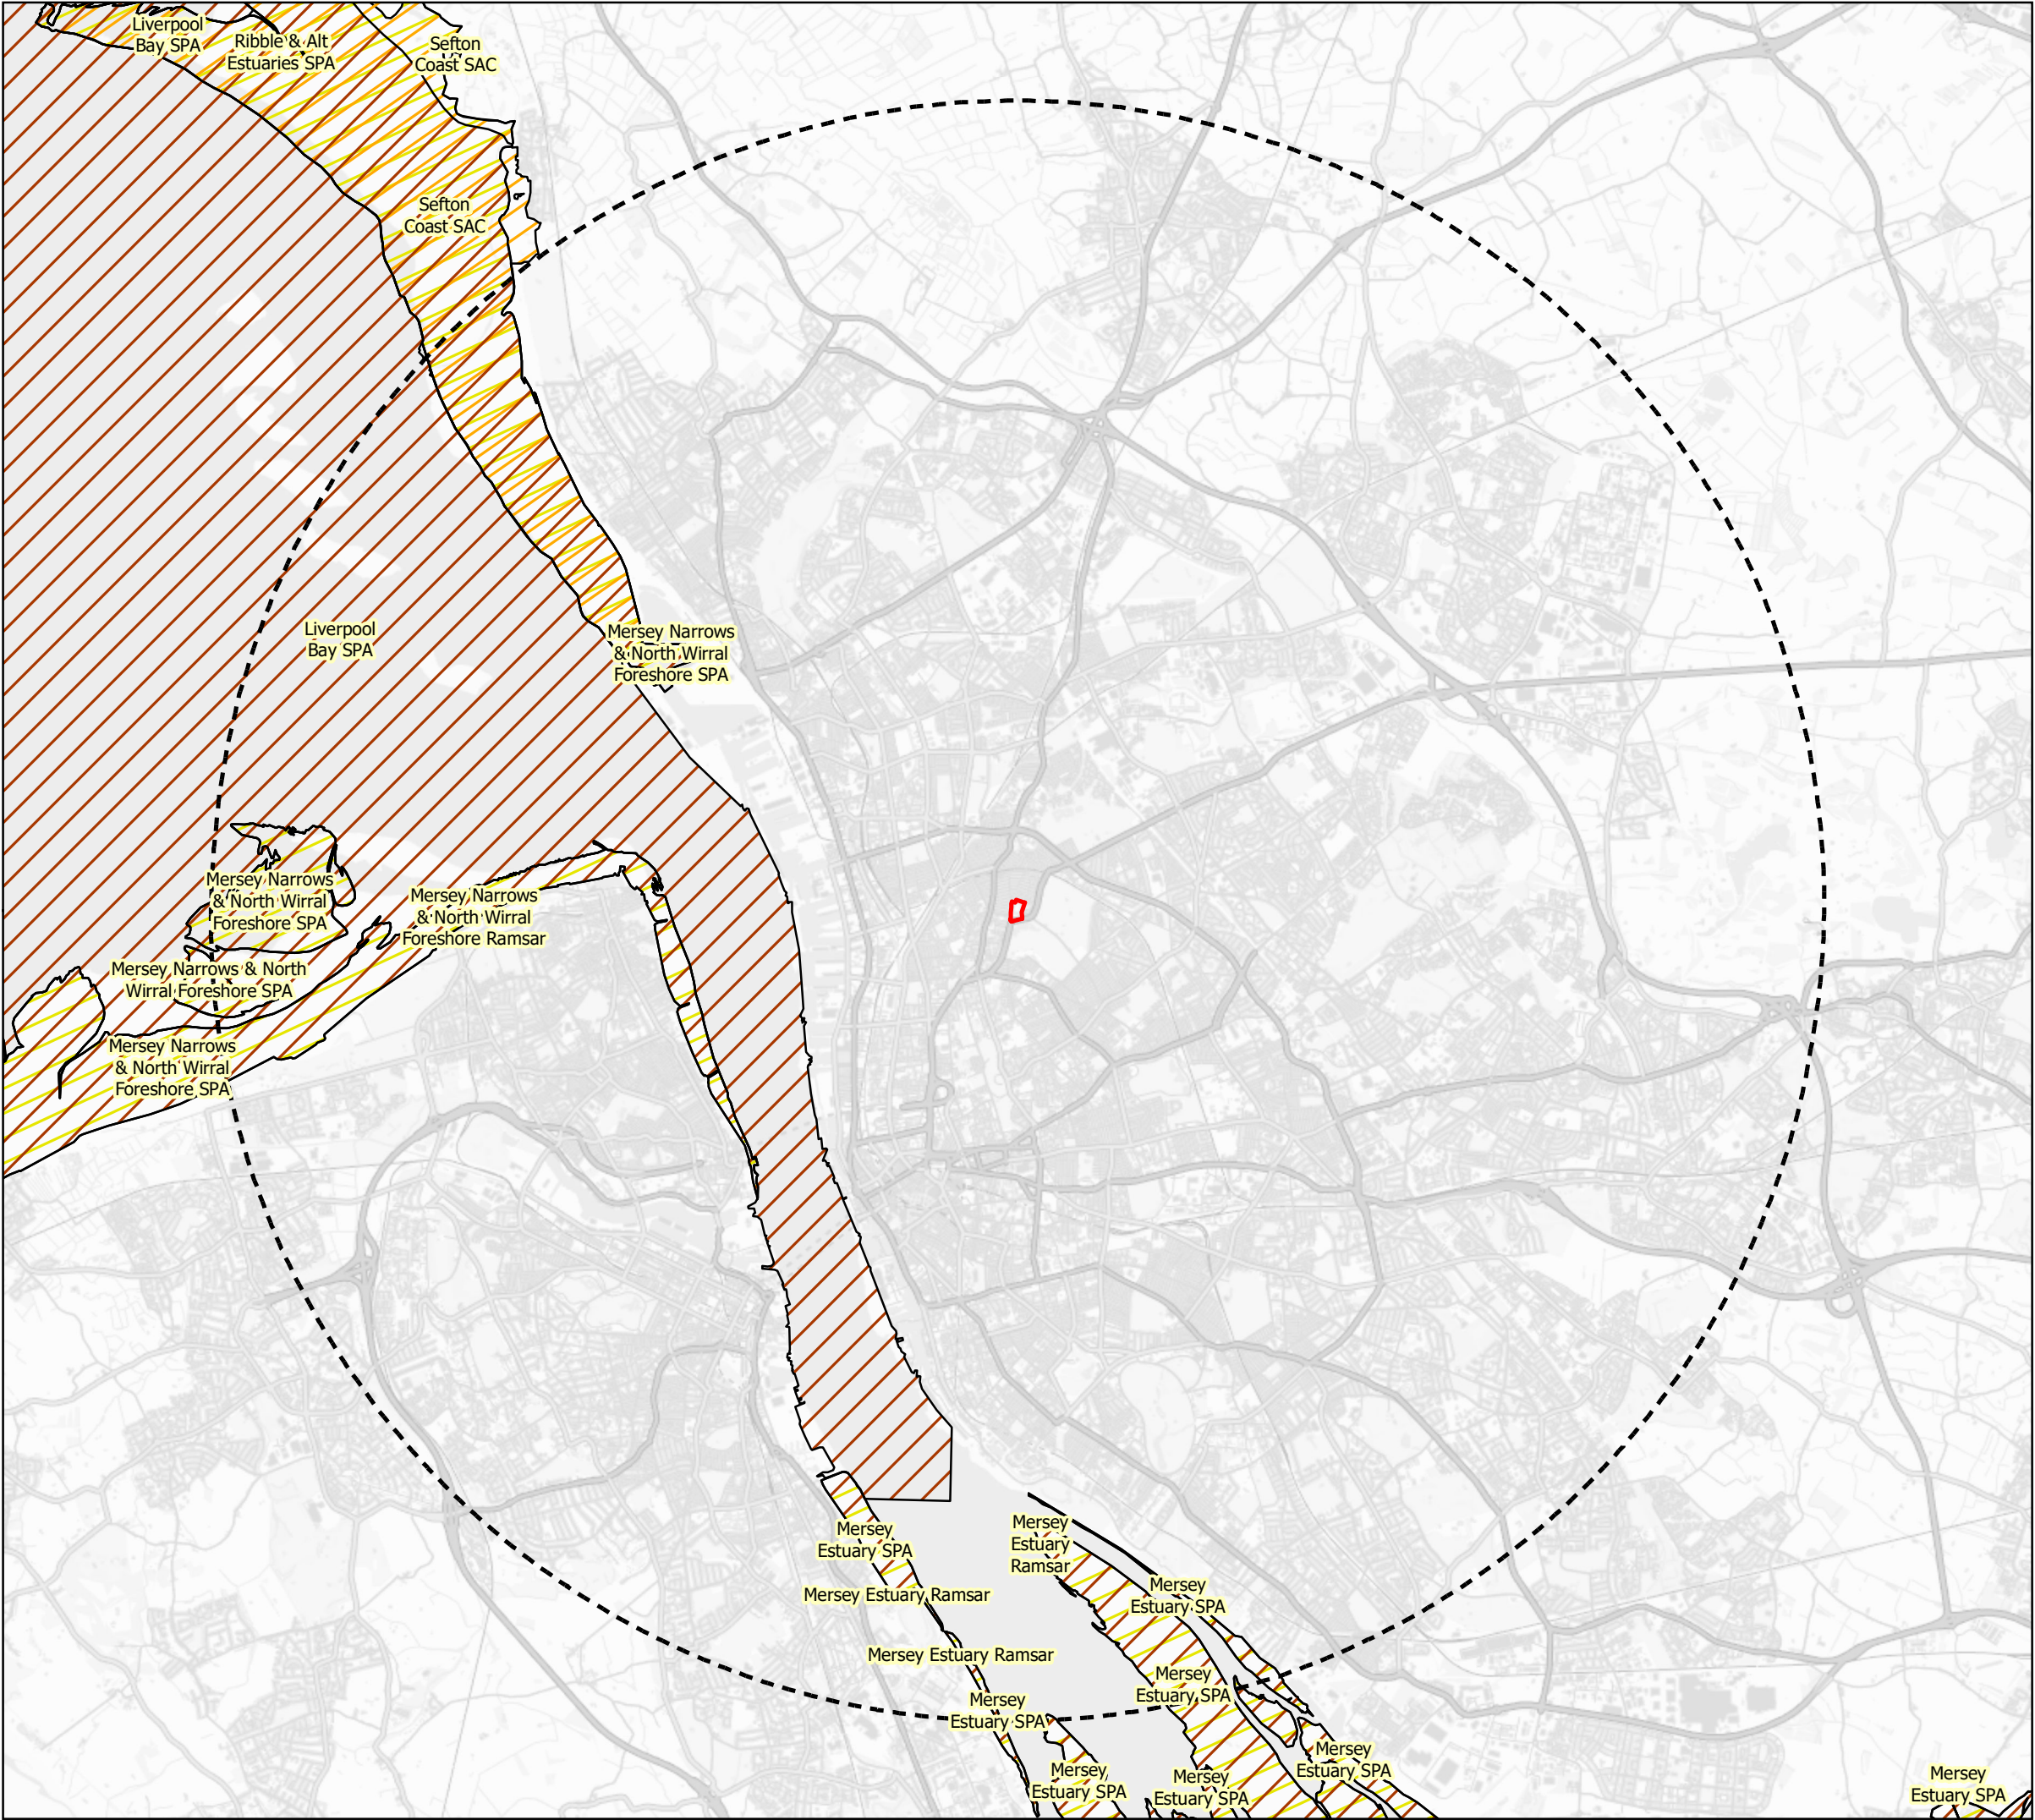 Liverpool
Bay SPA
Ribble & Alt
Estuaries SPA
Sefton
Coast SAC
Sefton
Coast SAC
Liverpool
Bay SPA
Mersey Narrows
& North Wirral
Foreshore SPA
Mersey Narrows
& North Wirral
Foreshore SPA
Mersey Narrows
& North Wirral
Foreshore Ramsar
Mersey Narrows & North
Wirral Foreshore SPA
Mersey Narrows
& North Wirral
Foreshore SPA
Mersey
Estuary SPA
Mersey
Estuary
Ramsar
Mersey Estuary Ramsar
Mersey
Estuary SPA
Mersey Estuary Ramsar
Mersey
Estuary SPA
Mersey
Estuary SPA
Mersey
Estuary SPA
Mersey
Estuary SPA
Mersey
Estuary SPA
Mersey
Estuary SPA